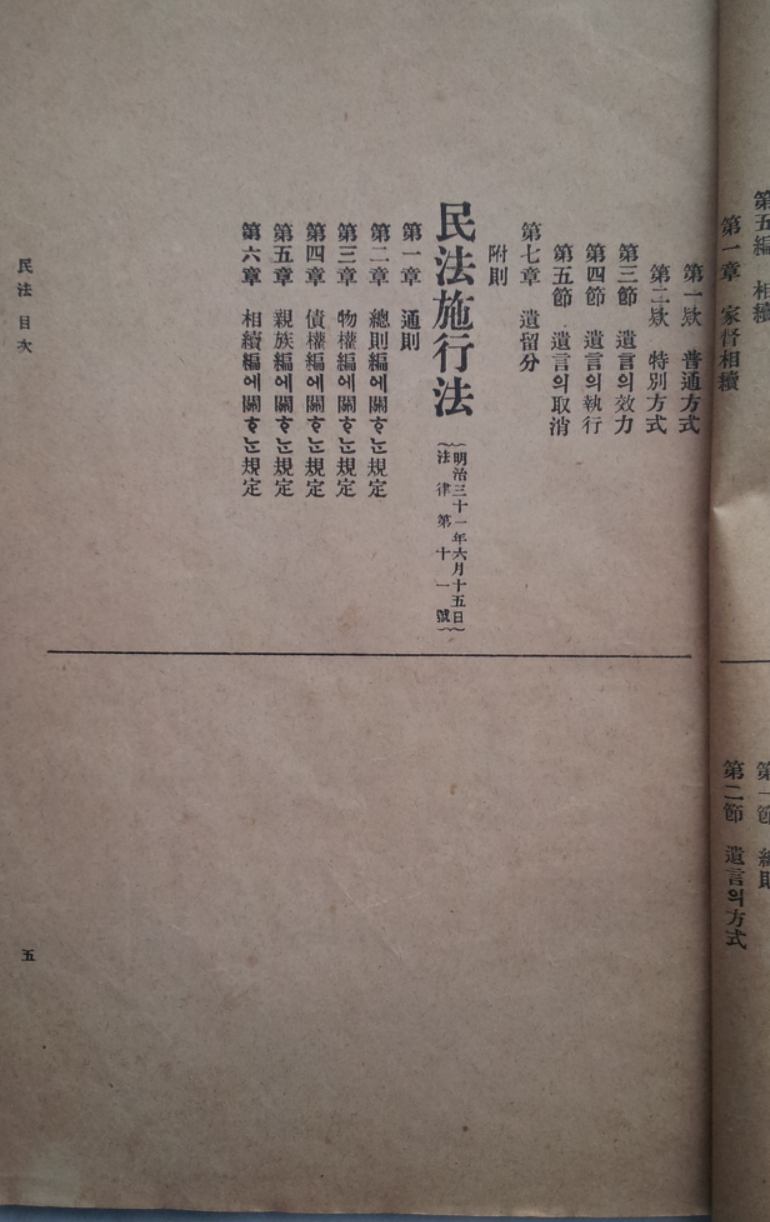 第五編 相續
第一章 家督相續
第一節 總則
第二節 遺言의方式
第一欵 普通方式
第二欵 特別方式
第三節 遺言의效力
第四節 遺言의執行
第五節 遺言의取消
第七章 遺留分
附則
民法施行法
明治三十一年六月十五日
法律第十一號
第一章 通則
第二章 總則編에關ᄒᆞᄂᆞᆫ規定
第三章 物權編에關ᄒᆞᄂᆞᆫ規定
第四章 債權編에關ᄒᆞᄂᆞᆫ規定
第五章 親族編에關ᄒᆞᄂᆞᆫ規定
第六章 相續編에關ᄒᆞᄂᆞᆫ規定
民法 目次
五